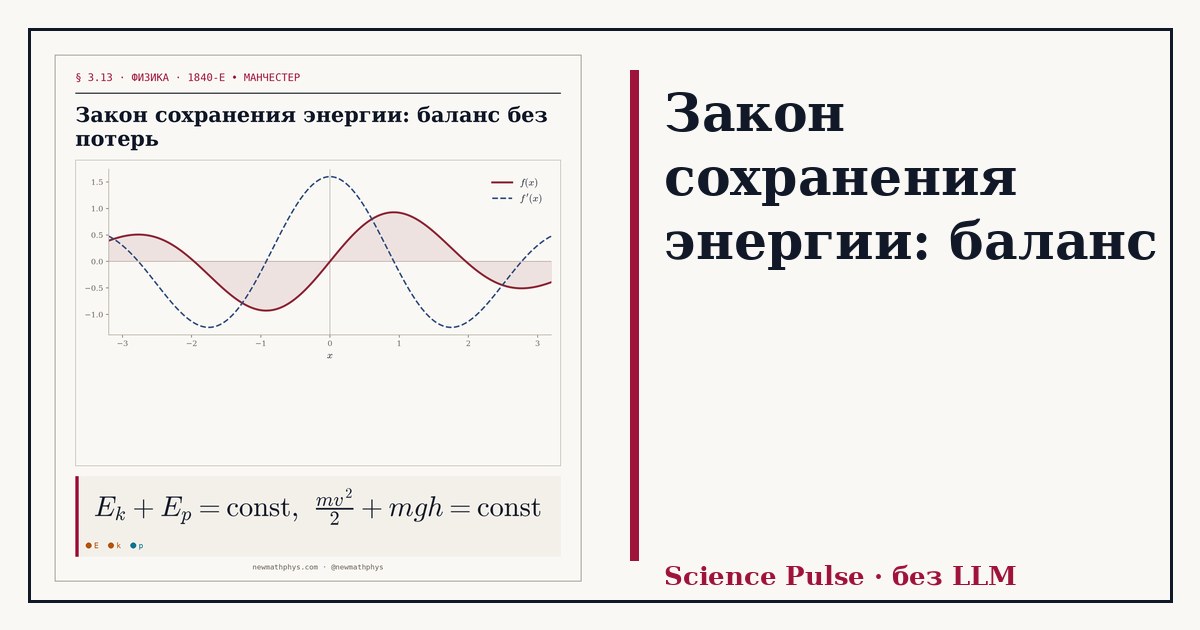 § 3.13 · ФИЗИКА · 1840-Е • МАНЧЕСТЕР
Закон сохранения энергии: баланс без
потерь
1.5
1.0
0.5
0.0
−0.5
−1.0
f(x)
f′(x)
−3 −2 −1 0 1 2 3
x
E_k + E_p = const, mv²/2 + mgh = const
E k p
newmathphys.com · @newmathphys
Закон
сохранения
энергии: баланс
Science Pulse · без LLM